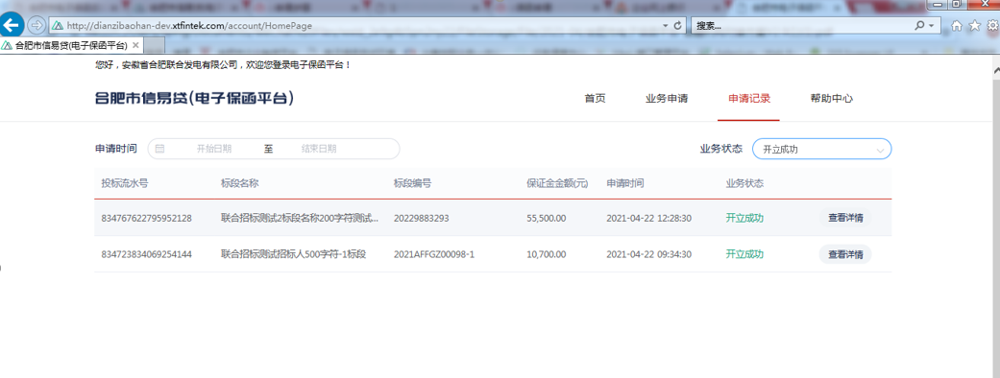 http://dianzibaohan-dev.xtfintek.com/account/HomePage
搜索...
合肥市信易贷(电子保函平台)
您好，安徽省合肥联合发电有限公司，欢迎您登录电子保函平台！
合肥市信易贷(电子保函平台) 首页 业务申请 申请记录 帮助中心
申请时间 开始日期 至 结束日期 业务状态 开立成功
投标流水号 标段名称 标段编号 保证金金额(元) 申请时间 业务状态
834767622795952128 联合招标测试2标段名称200字符测试... 20229883293 55,500.00 2021-04-22 12:28:30 开立成功 查看详情
834723834069254144 联合招标测试招标人500字符-1标段 2021AFFGZ00098-1 10,700.00 2021-04-22 09:34:30 开立成功 查看详情